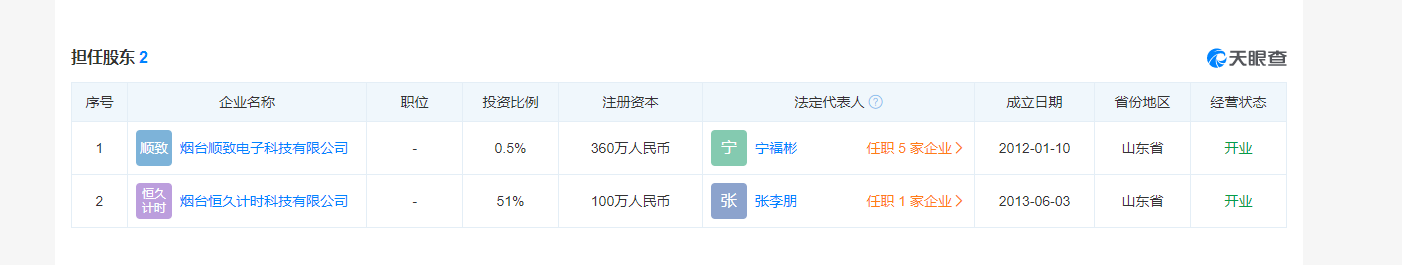 担任股东 2
天眼查
序号 企业名称 职位 投资比例 注册资本 法定代表人 ? 成立日期 省份地区 经营状态
1 顺致 烟台顺致电子科技有限公司 - 0.5% 360万人民币 宁 宁福彬 任职 5 家企业 2012-01-10 山东省 开业
2 恒久计时 烟台恒久计时科技有限公司 - 51% 100万人民币 张 张李朋 任职 1 家企业 2013-06-03 山东省 开业